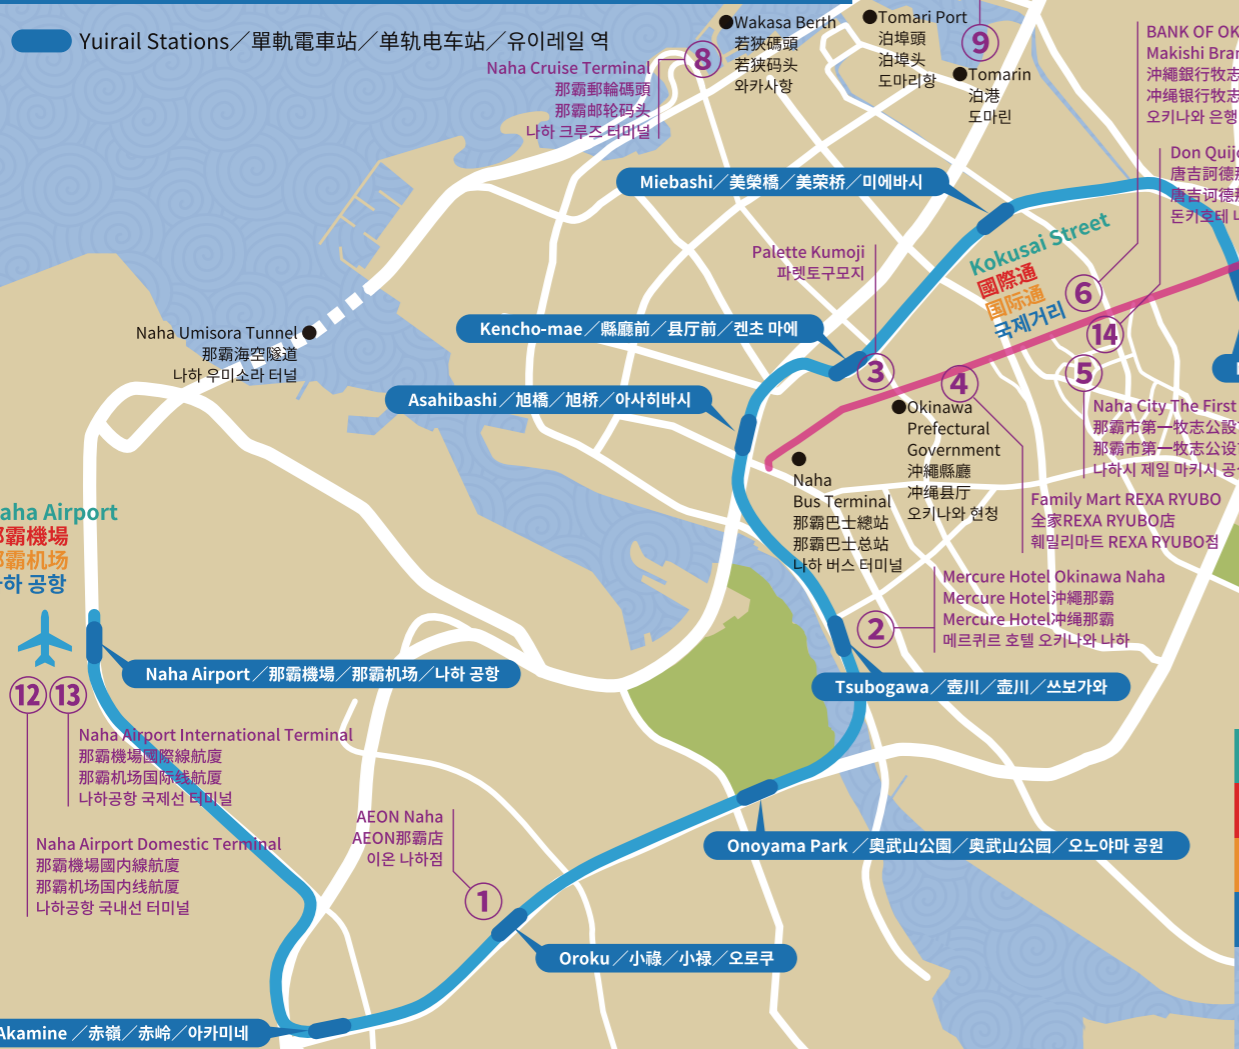 Yuirail Stations／單軌電車站／单轨电车站／유이레일 역
Wakasa Berth
若狹碼頭
若狭码头
와카사항
Tomari Port
泊埠頭
泊埠头
도마리항
8
9
Naha Cruise Terminal
那霸郵輪碼頭
那霸邮轮码头
나하 크루즈 터미널
Tomarin
泊港
도마린
BANK OF OK
Makishi Bran
沖繩銀行牧志
冲绳银行牧志
오키나와 은행
Don Quijo
唐吉訶德
唐吉诃德
돈키호테
Miebashi／美榮橋／美荣桥／미에바시
Kokusai Street
國際通
国际通
국제거리
Palette Kumoji
파렛토구모지
6
14
Naha Umisora Tunnel
那霸海空隧道
나하 우미소라 터널
Kencho-mae／縣廳前／县厅前／켄초 마에
3
4
5
Asahibashi／旭橋／旭桥／아사히바시
Okinawa
Prefectural
Government
沖繩縣廳
冲绳县厅
오키나와 현청
Naha City The First
那霸市第一牧志公設
那霸市第一牧志公设
나하시 제일 마키시 공
Naha
Bus Terminal
那霸巴士總站
那霸巴士总站
나하 버스 터미널
Family Mart REXA RYUBO
全家REXA RYUBO店
훼밀리마트 REXA RYUBO점
aha Airport
那霸機場
那霸机场
나하 공항
Mercure Hotel Okinawa Naha
Mercure Hotel沖繩那霸
Mercure Hotel冲绳那霸
메르퀴르 호텔 오키나와 나하
2
Naha Airport／那霸機場／那霸机场／나하 공항
Tsubogawa／壺川／壶川／쓰보가와
12
13
Naha Airport International Terminal
那霸機場國際線航廈
那霸机场国际线航厦
나하공항 국제선 터미널
Naha Airport Domestic Terminal
那霸機場國内線航廈
那霸机场国内线航厦
나하공항 국내선 터미널
AEON Naha
AEON那霸店
이온 나하점
1
Onoyama Park／奧武山公園／奥武山公园／오노야마 공원
Oroku／小祿／小禄／오로쿠
Akamine／赤嶺／赤岭／아카미네